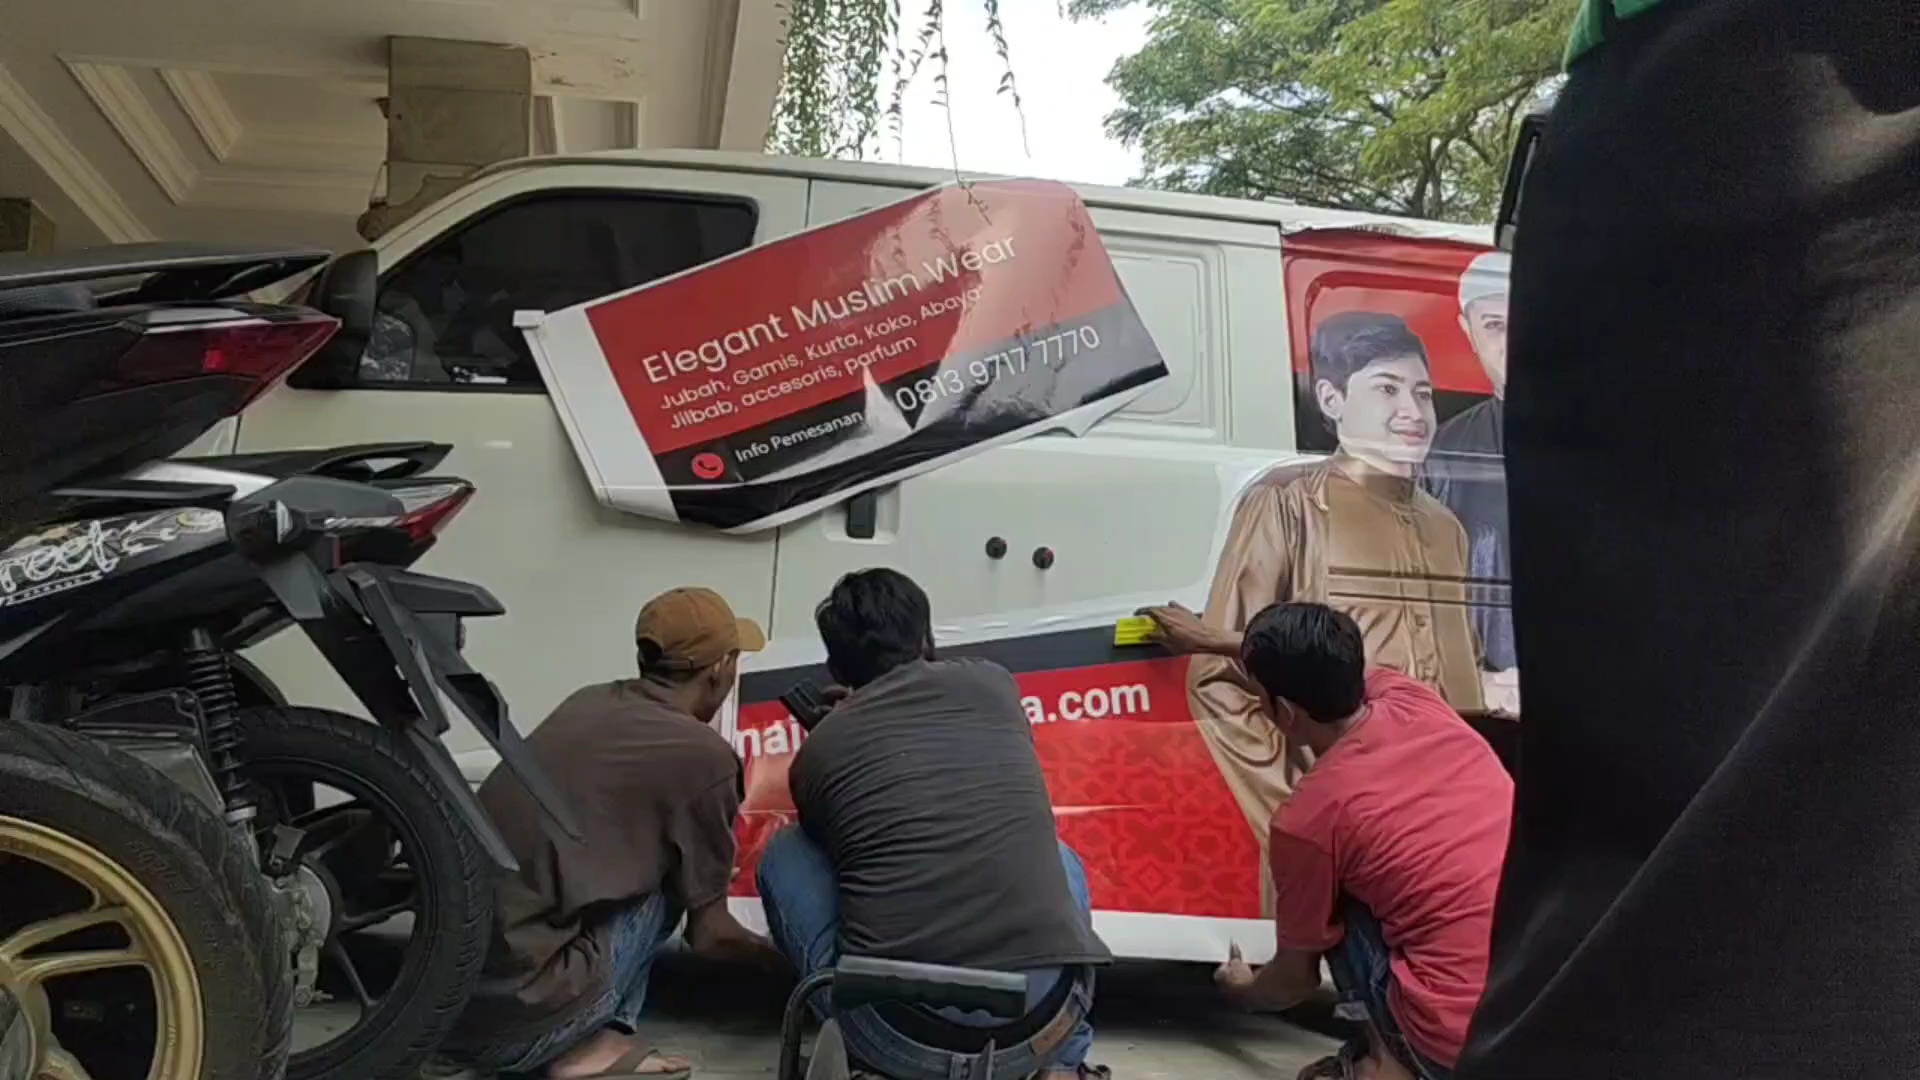 Elegant Muslim Wear
Jubah, Gamis, Kurta, Koko, Abaya
Jilbab, accesoris, parfum
Info Pemesanan
0813 9717 7770
a.com